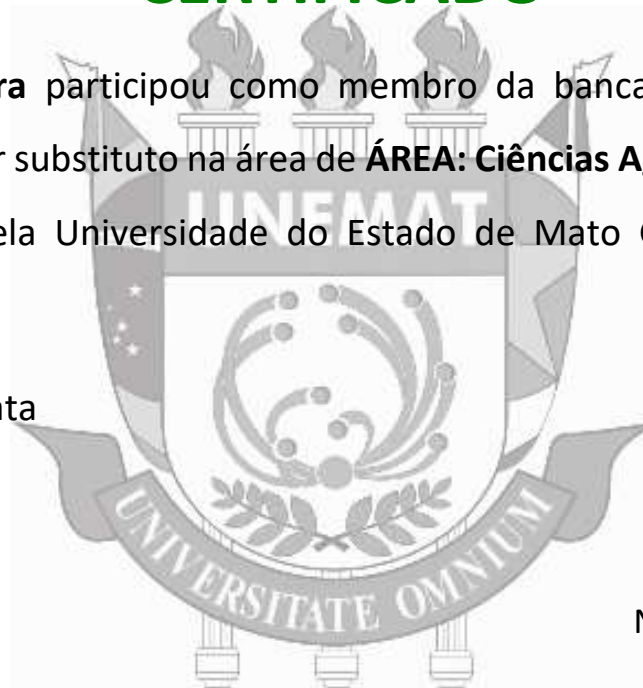 CERTIFICADO
ra participou como membro da banca
r substituto na área de ÁREA: Ciências A
UNEMAT
ela Universidade do Estado de Mato
ata
UNIVERSITATE OMNIUM
N